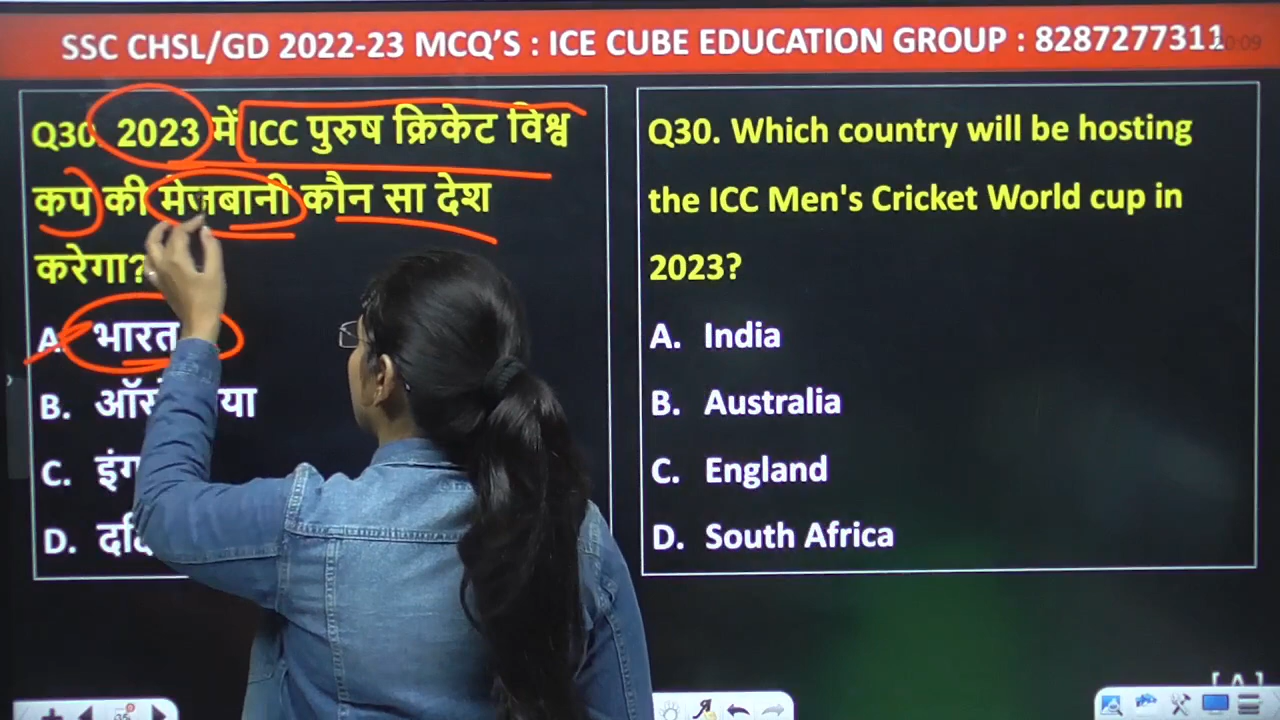 SSC CHSL/GD 2022-23 MCQ'S : ICE CUBE EDUCATION GROUP : 8287277311
Q30. 2023 में ICC पुरुष क्रिकेट विश्व
कप की मेजबानी कौन सा देश
करेगा?
A. भारत
B.
C.
D.
Q30. Which country will be hosting
the ICC Men's Cricket World cup in
2023?
A. India
B. Australia
C. England
D. South Africa
[ A ]